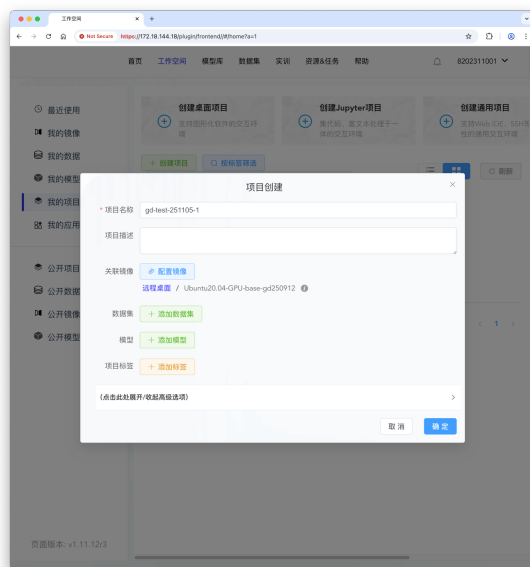 工作空间
Not Secure https://172.18.144.18/plugin/frontend//#/home?a=1
首页 工作空间 模型库 数据集 实训 资源&任务 帮助 8202311001
最近使用
我的镜像
我的数据
我的模型
我的项目
我的应用
公开项目
公开数据
公开镜像
公开模型
创建桌面项目
支持图形化软件的交互环境
创建Jupyter项目
集代码、富文本处理于一体的交互环境
创建通用项目
支持Web IDE、SSH等
性的通用交互环境
+ 创建项目
按标签筛选
刷新
项目创建
* 项目名称 gd-test-251105-1
项目描述
关联镜像 配置镜像
远程桌面 / Ubuntu20.04-GPU-base-gd250912
数据集 + 添加数据集
模型 + 添加模型
项目标签 + 添加标签
(点击此处展开/收起高级选项)
取消 确定
1
页面版本: v1.11.12r3